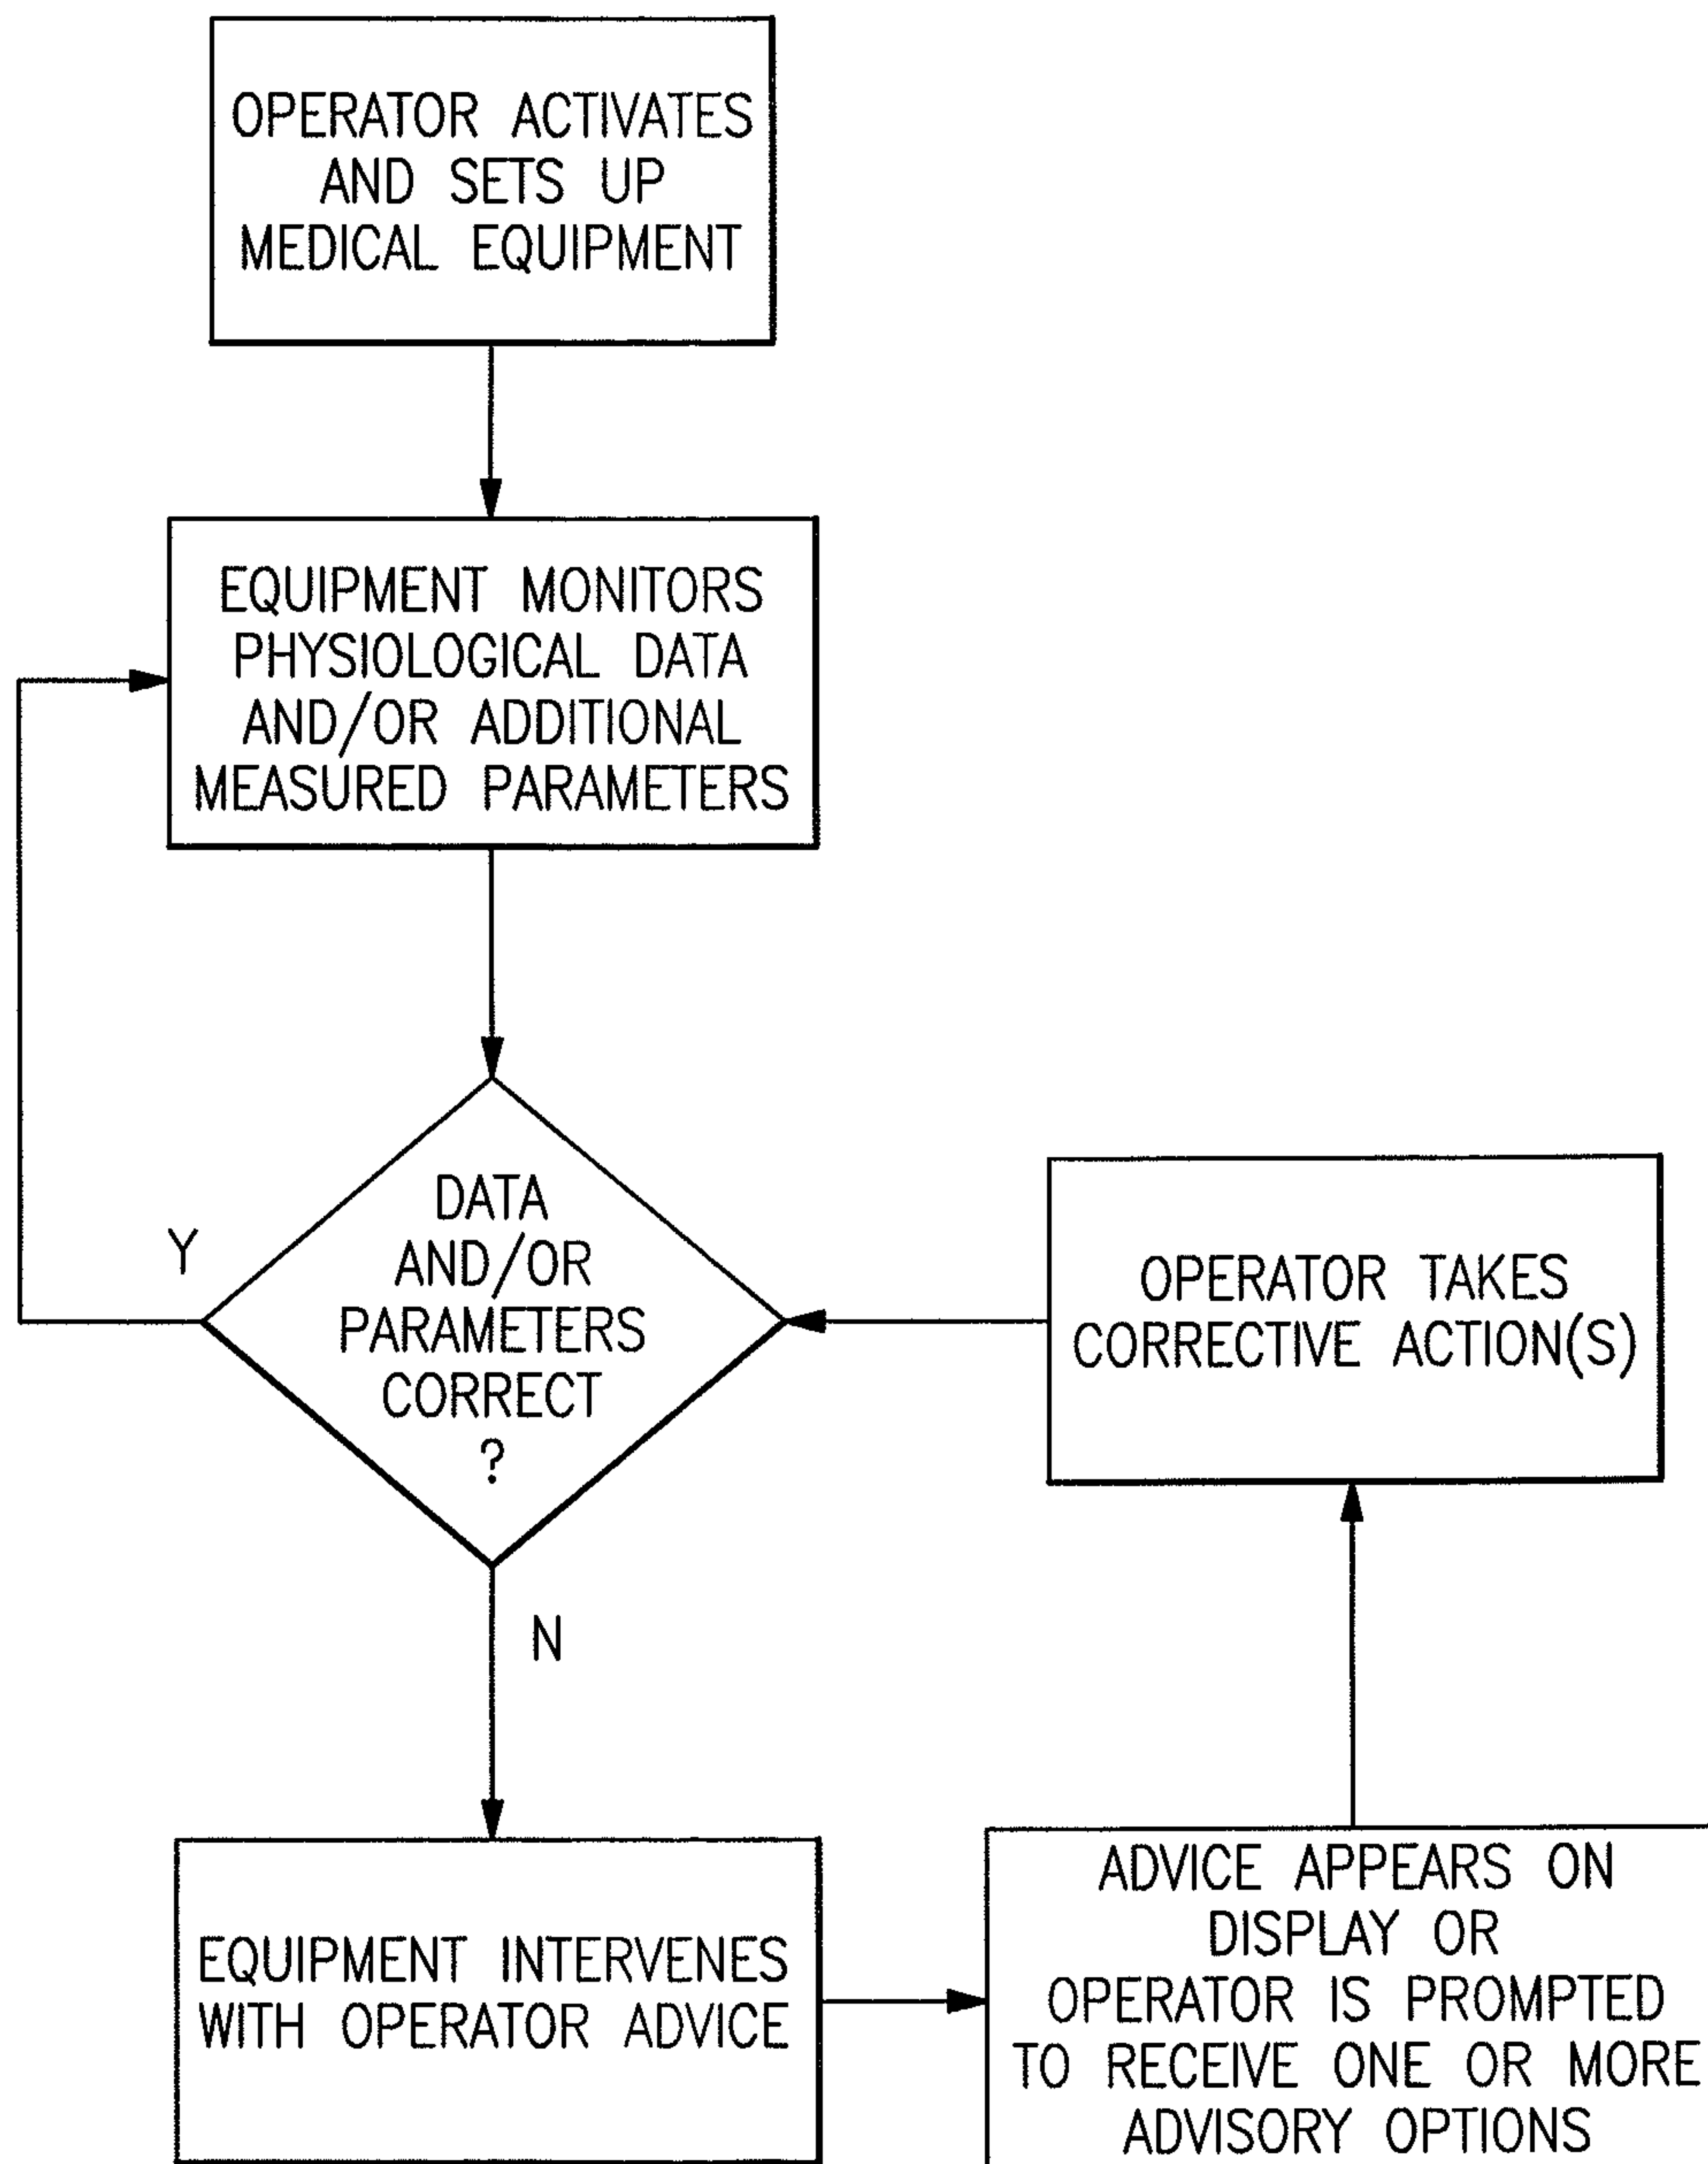 OPERATOR ACTIVATES
AND SETS UP
MEDICAL EQUIPMENT
EQUIPMENT MONITORS
PHYSIOLOGICAL DATA
AND/OR ADDITIONAL
MEASURED PARAMETERS
DATA
AND/OR
PARAMETERS
CORRECT
?
Y
N
OPERATOR TAKES
CORRECTIVE ACTION(S)
EQUIPMENT INTERVENES
WITH OPERATOR ADVICE
ADVICE APPEARS ON
DISPLAY OR
OPERATOR IS PROMPTED
TO RECEIVE ONE OR MORE
ADVISORY OPTIONS